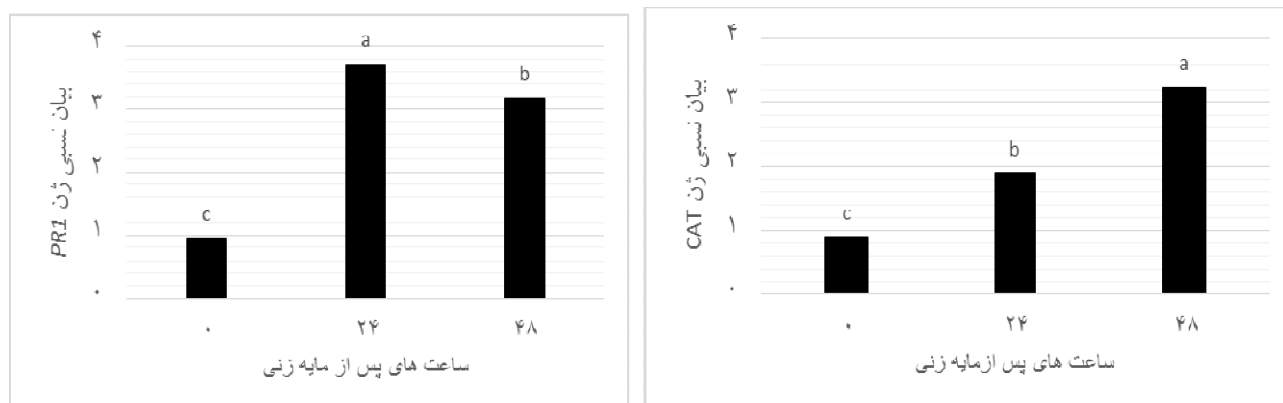 بیان نسبی ژن PR1
۴
۳
۲
۱
۰
c
a
b
۰
۲۴
۴۸
ساعت های پس از مایه زنی
بیان نسبی ژن CAT
۴
۳
۲
۱
۰
c
b
a
۰
۲۴
۴۸
ساعت های پس ازمایه زنی